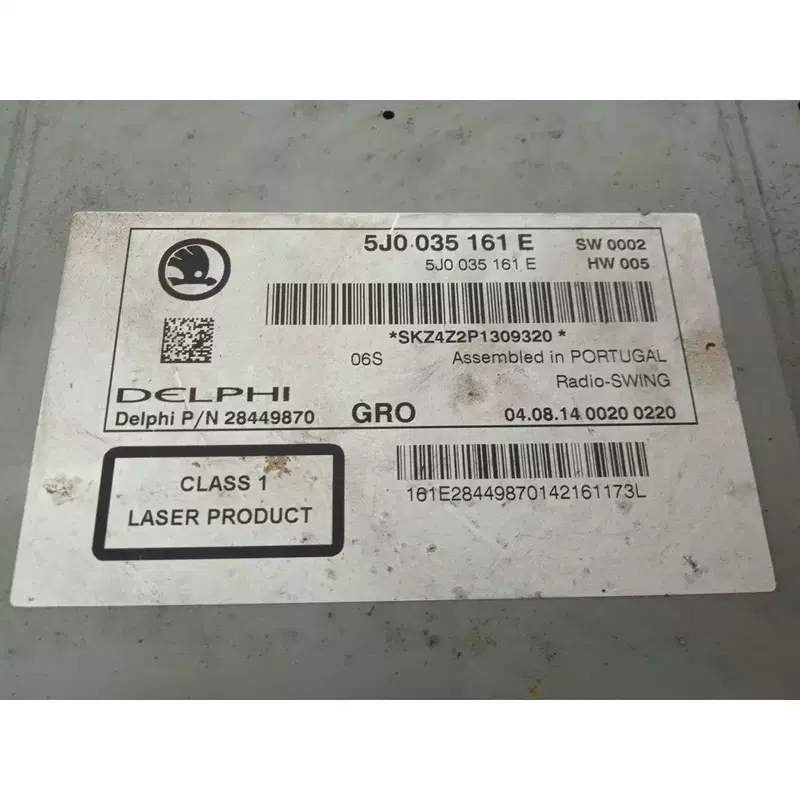 5J0 035 161 E SW 0002
5J0 035 161 E HW 005
*SKZ4Z2P1309320*
06S Assembled in PORTUGAL
Radio-SWING
DELPHI
Delphi P/N 28449870 GRO 04.08.14 0020 0220
CLASS 1
LASER PRODUCT
161E28449870142161173L